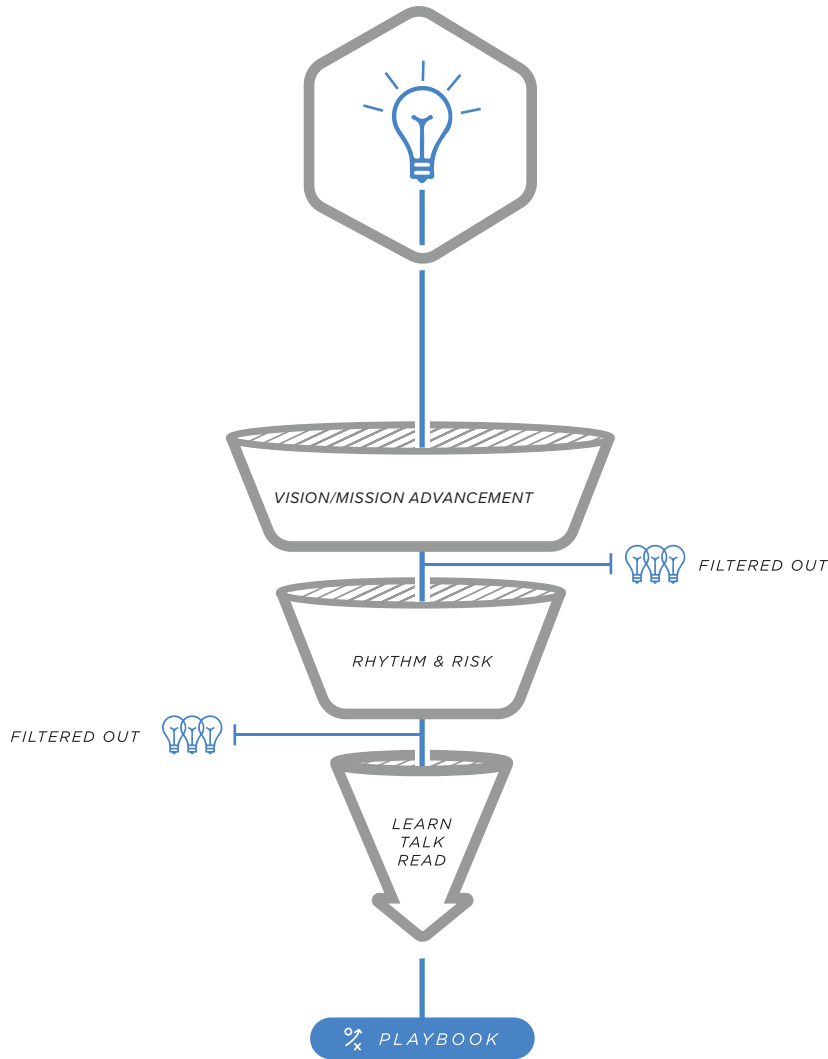 VISION/MISSION ADVANCEMENT
FILTERED OUT
RHYTHM & RISK
FILTERED OUT
LEARN
TALK
READ
PLAYBOOK